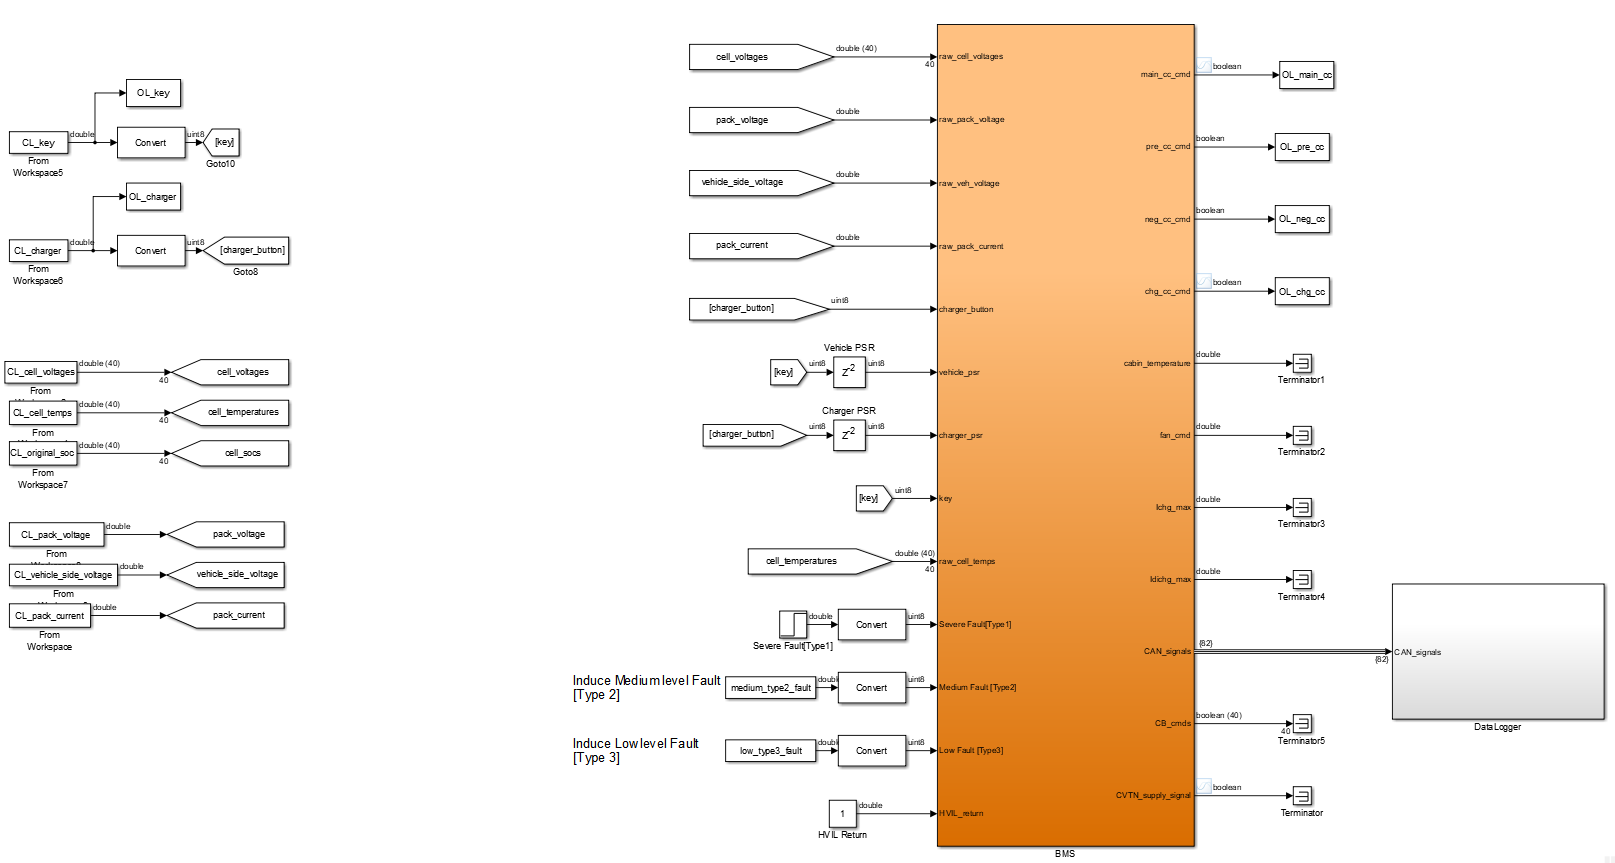 OL_key
CL_key
double
Convert
uint8
[key]
From
Workspace5
Goto10
OL_charger
CL_charger
double
Convert
uint8
[charger_button]
From
Workspace6
Goto8
CL_cell_voltages
double (40)
40
cell_voltages
From
CL_cell_temps
double (40)
40
cell_temperatures
From
CL_original_soc
double (40)
40
cell_socs
From
Workspace7
CL_pack_voltage
double
pack_voltage
From
CL_vehicle_side_voltage
double
vehicle_side_voltage
From
CL_pack_current
double
pack_current
From
Workspace
cell_voltages
double (40)
40
raw_cell_voltages
pack_voltage
double
raw_pack_voltage
vehicle_side_voltage
double
raw_veh_voltage
pack_current
double
raw_pack_current
[charger_button]
uint8
charger_button
Vehicle PSR
[key]
uint8
Z-2
uint8
vehicle_psr
Charger PSR
[charger_button]
uint8
Z-2
uint8
charger_psr
[key]
uint8
key
cell_temperatures
double (40)
40
raw_cell_temps
double
Convert
uint8
Severe Fault[Type1]
Severe Fault[Type1]
Induce Medium level Fault
[Type 2]
medium_type2_fault
Convert
uint8
Medium Fault [Type2]
Induce Low level Fault
[Type 3]
low_type3_fault
Convert
uint8
Low Fault [Type3]
1
double
HVIL_return
HVIL Return
main_cc_cmd
boolean
OL_main_cc
pre_cc_cmd
boolean
OL_pre_cc
neg_cc_cmd
boolean
OL_neg_cc
chg_cc_cmd
boolean
OL_chg_cc
cabin_temperature
double
Terminator1
fan_cmd
double
Terminator2
Ichg_max
double
Terminator3
Idichg_max
double
Terminator4
CAN_signals
{82}
{82}
CAN_signals
DataLogger
CB_cmds
boolean (40)
40
Terminator5
CVTN_supply_signal
boolean
Terminator
BMS